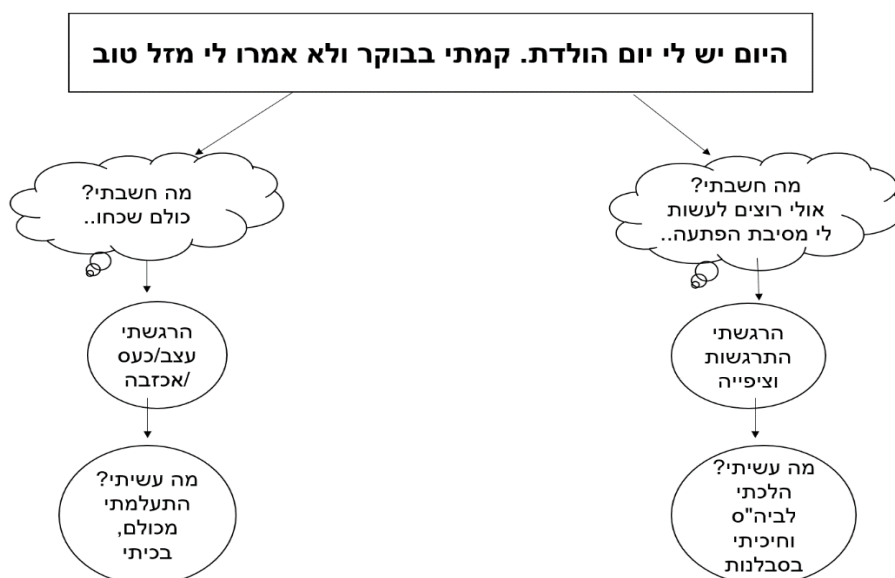 היום יש לי יום הולדת. קמתי בבוקר ולא אמרו לי מזל טוב
מה חשבתי?
אולי רוצים לעשות
לי מסיבת הפתעה..
הרגשתי
התרגשות
וציפייה
מה עשיתי?
הלכתי
לביה"ס
וחיכיתי
בסבלנות
מה חשבתי?
כולם שכחו..
הרגשתי
עצב/כעס
/אכזבה
מה עשיתי?
התעלמתי
מכולם,
בכיתי